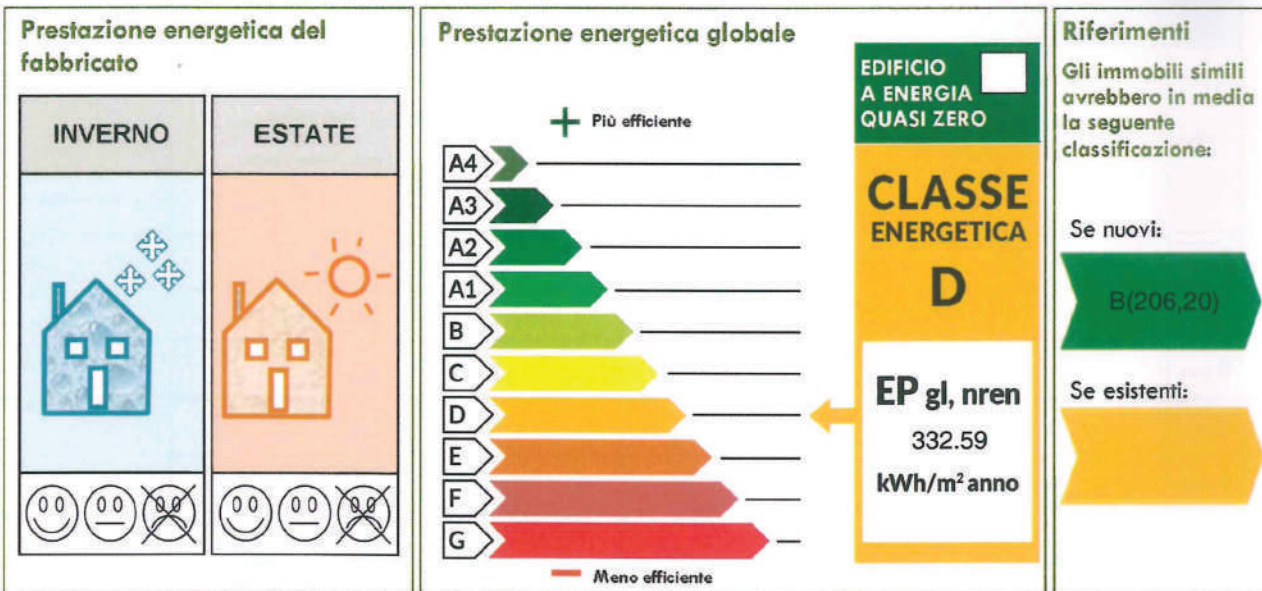 Prestazione energetica del
fabbricato
INVERNO
ESTATE
Prestazione energetica globale
Più efficiente
A4
A3
A2
A1
B
C
D
E
F
G
Meno efficiente
EDIFICIO
A ENERGIA
QUASI ZERO
CLASSE
ENERGETICA
D
EP gl, nren
332.59
kWh/m² anno
Riferimenti
Gli immobili simili
avrebbero in media
la seguente
classificazione:
Se nuovi:
B(206,20)
Se esistenti: